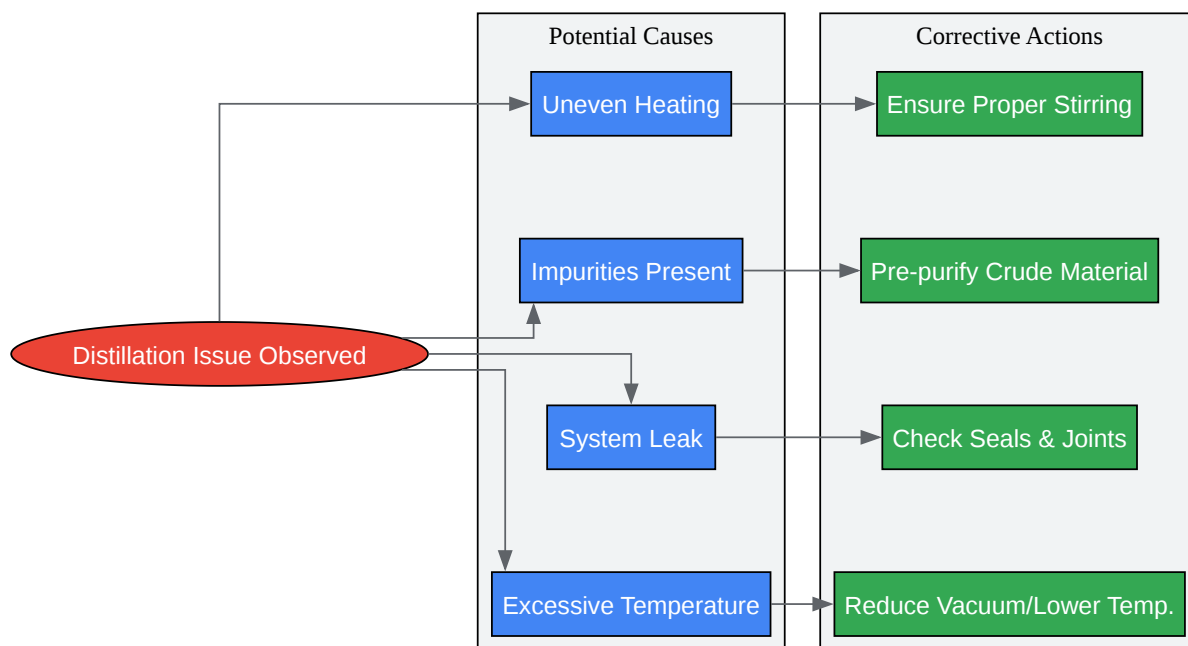 Potential Causes
Corrective Actions
Uneven Heating
Ensure Proper Stirring
Impurities Present
Pre-purify Crude Material
Distillation Issue Observed
System Leak
Check Seals & Joints
Excessive Temperature
Reduce Vacuum/Lower Temp.